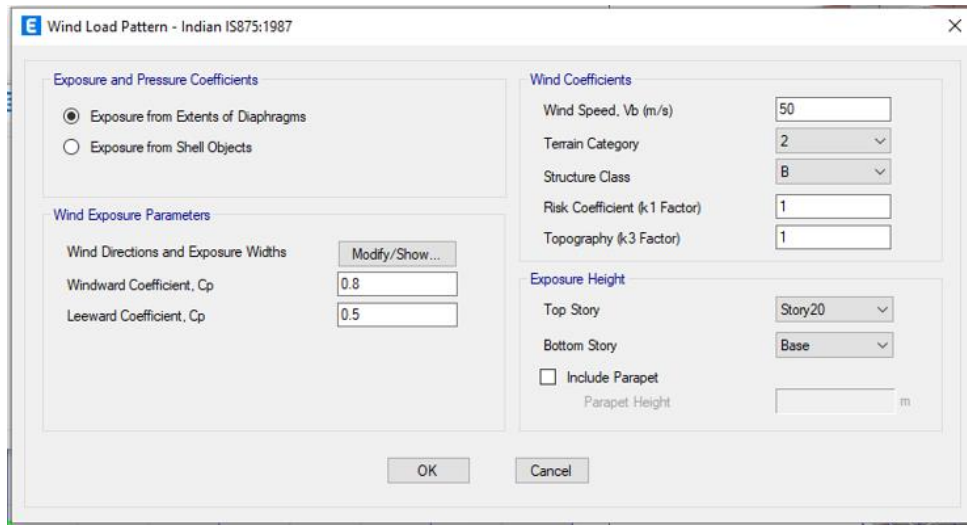 E Wind Load Pattern - Indian IS875:1987
Exposure and Pressure Coefficients
Exposure from Extents of Diaphragms
Exposure from Shell Objects
Wind Exposure Parameters
Wind Directions and Exposure Widths Modify/Show...
Windward Coefficient, Cp 0.8
Leeward Coefficient, Cp 0.5
Wind Coefficients
Wind Speed, Vb (m/s) 50
Terrain Category 2
Structure Class B
Risk Coefficient (k1 Factor) 1
Topography (k3 Factor) 1
Exposure Height
Top Story Story20
Bottom Story Base
Include Parapet
Parapet Height m
OK Cancel